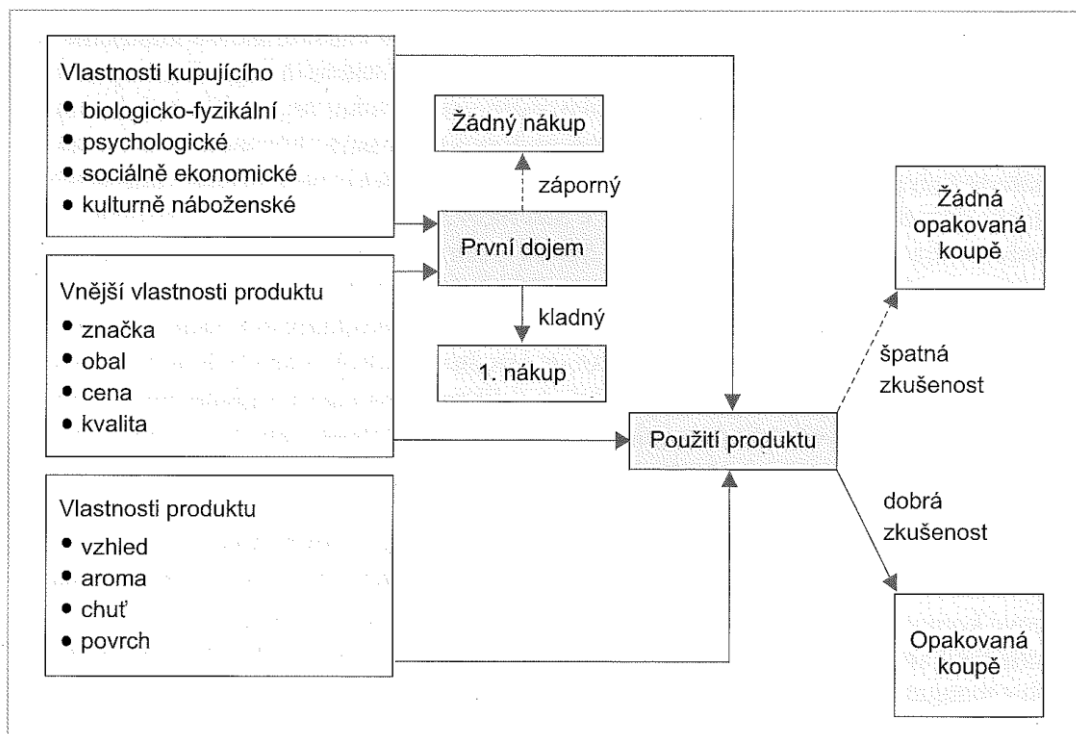 Vlastnosti kupujícího
• biologicko-fyzikální
• psychologické
• sociálně ekonomické
• kulturně náboženské
Vnější vlastnosti produktu
• značka
• obal
• cena
• kvalita
Vlastnosti produktu
• vzhled
• aroma
• chuť
• povrch
Žádný nákup
záporný
První dojem
kladný
1. nákup
Použití produktu
Žádná
opakovaná
koupě
špatná
zkušenost
dobrá
zkušenost
Opakovaná
koupě